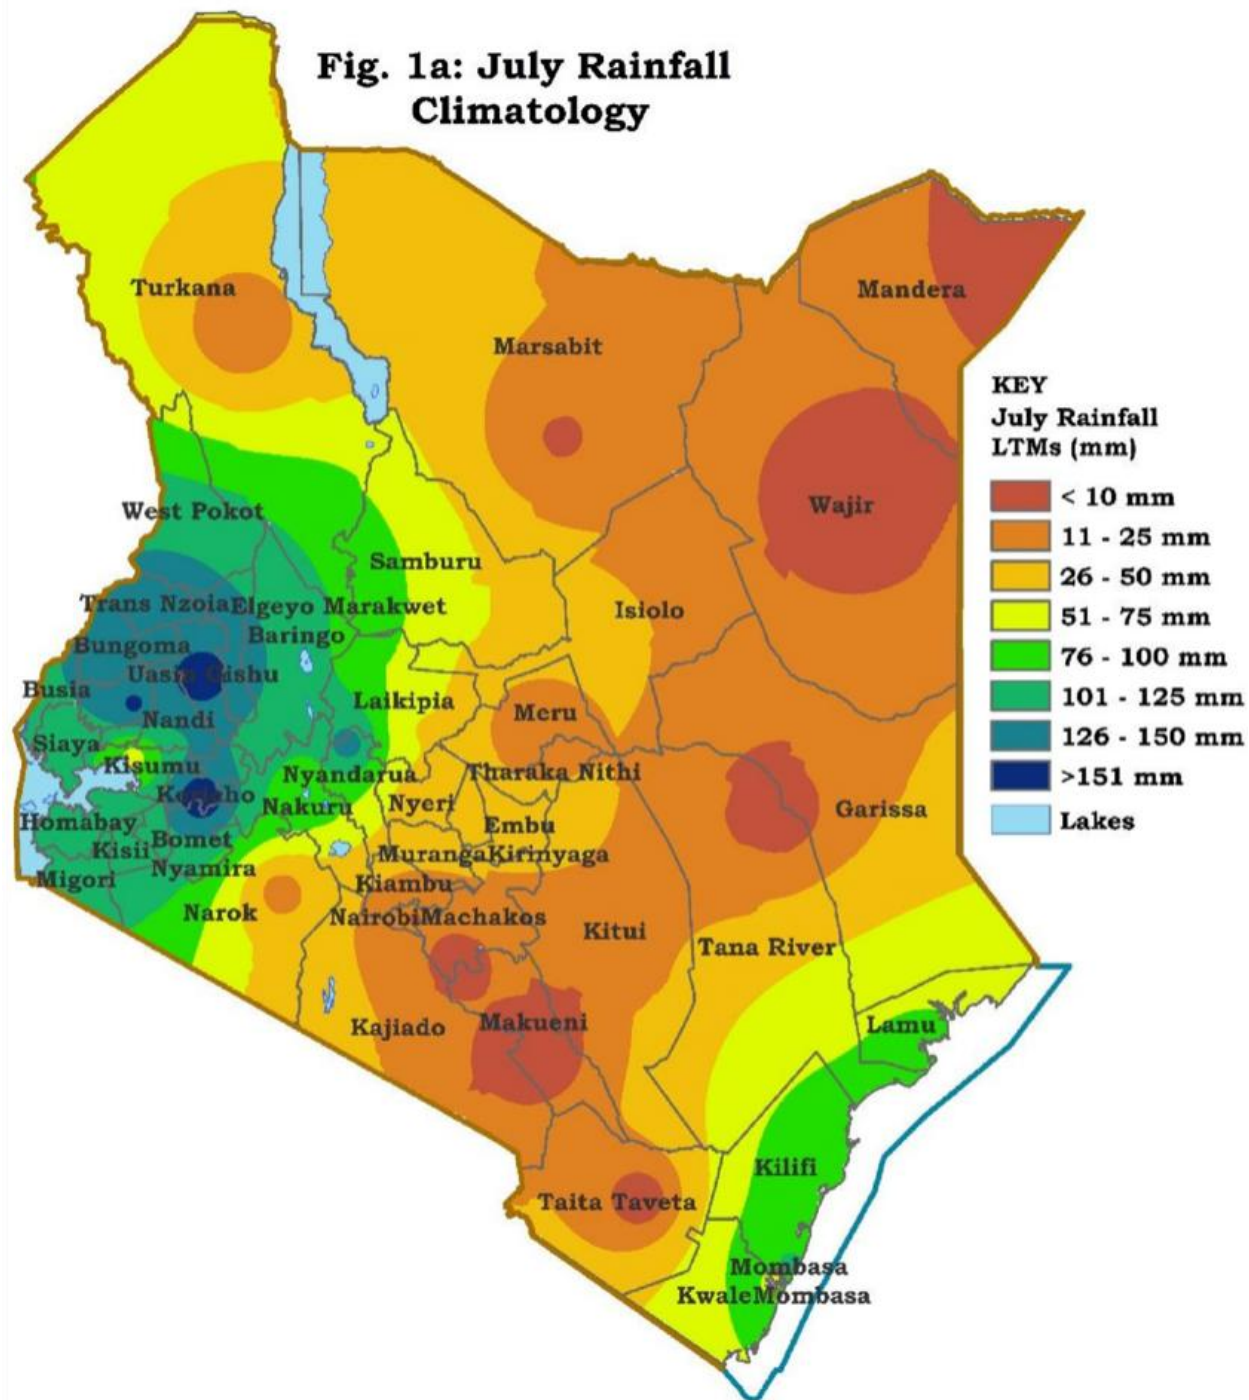 Fig. 1a: July Rainfall
Climatology
Turkana
Mandera
Marsabit
KEY
July Rainfall
LTMs (mm)
< 10 mm
11 - 25 mm
26 - 50 mm
51 - 75 mm
76 - 100 mm
101 - 125 mm
126 - 150 mm
>151 mm
Lakes
Wajir
West Pokot
Samburu
Trans Nzoia
Elgeyo Marakwet
Isiolo
Baringo
Bungoma
Uasin Gishu
Busia
Laikipia
Nandi
Meru
Siaya
Kisumu
Nyandarua
Tharaka Nithi
Kericho
Nakuru
Nyeri
Garissa
Homabay
Embu
Bomet
Kisii
Muranga
Kirinyaga
Nyamira
Migori
Kiambu
Narok
Nairobi
Machakos
Kitui
Tana River
Kajiado
Makueni
Lamu
Kilifi
Taita Taveta
Mombasa
Kwale
Mombasa